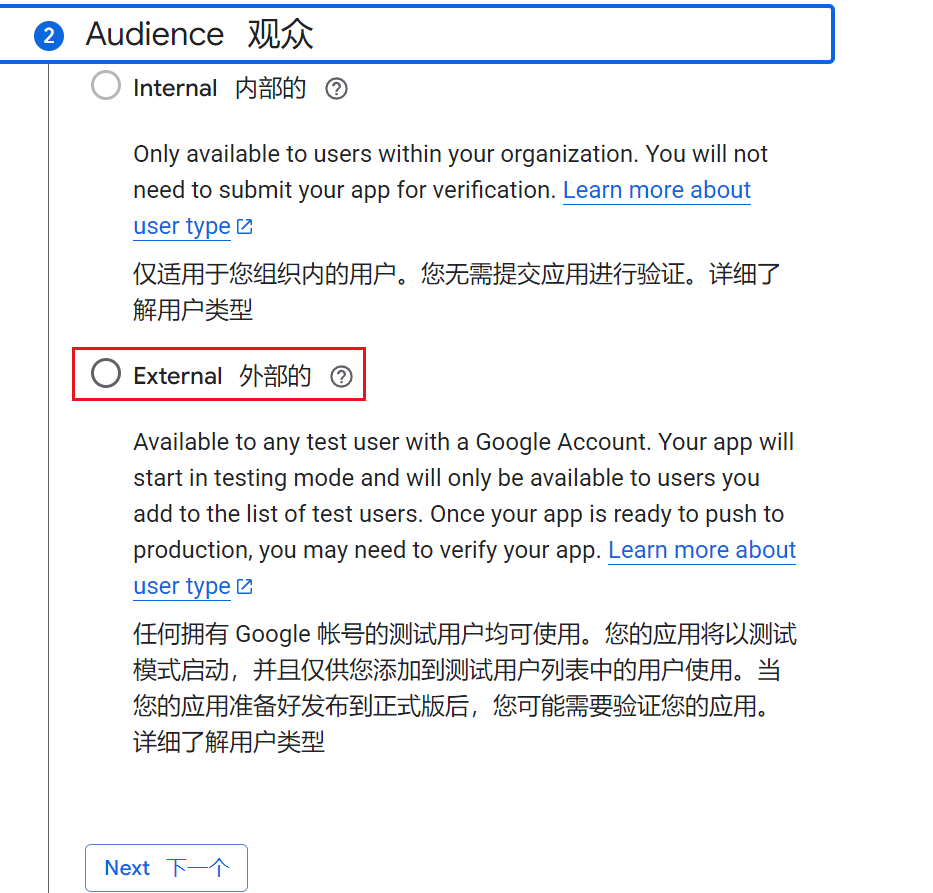 2 Audience 观众
Internal 内部的 ?
Only available to users within your organization. You will not
need to submit your app for verification. Learn more about
user type
仅适用于您组织内的用户。您无需提交应用进行验证。详细了
解用户类型
External 外部的 ?
Available to any test user with a Google Account. Your app will
start in testing mode and will only be available to users you
add to the list of test users. Once your app is ready to push to
production, you may need to verify your app. Learn more about
user type
任何拥有 Google 帐号的测试用户均可使用。您的应用将以测试
模式启动，并且仅供您添加到测试用户列表中的用户使用。当
您的应用准备好发布到正式版后，您可能需要验证您的应用。
详细了解用户类型
Next 下一个